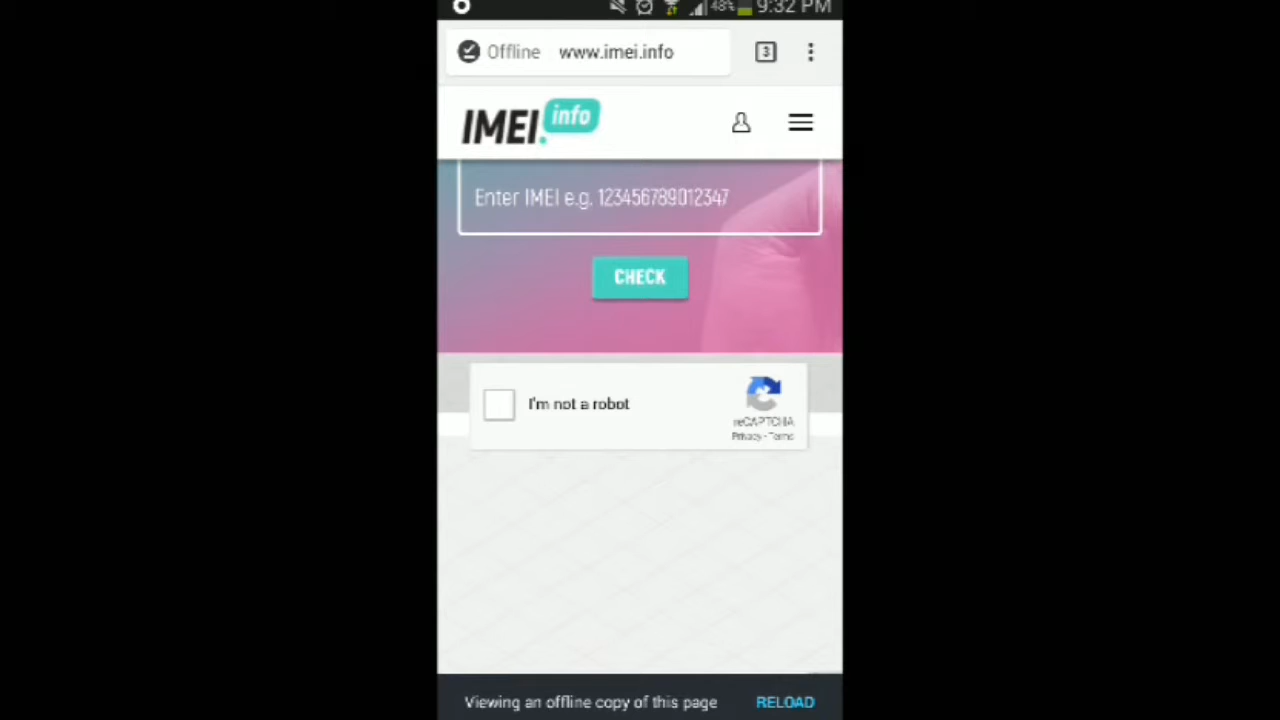 48% 9:32 PM
Offline www.imei.info 3
IMEI.info
Enter IMEI e.g. 123456789012347
CHECK
I'm not a robot
reCAPTCHA
Privacy - Terms
Viewing an offline copy of this page RELOAD